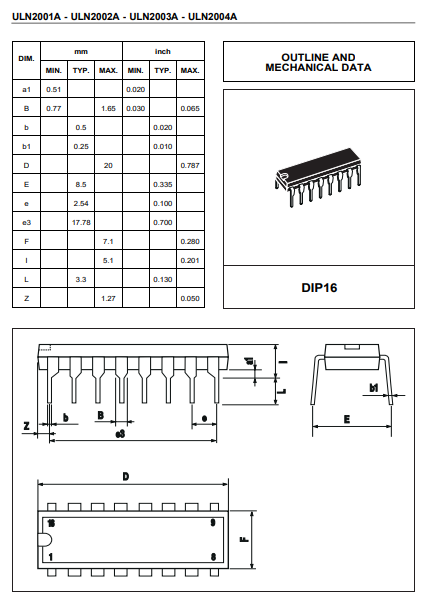 ULN2001A - ULN2002A - ULN2003A - ULN2004A
DIM. mm inch
MIN. TYP. MAX. MIN. TYP. MAX.
a1 0.51 0.020
B 0.77 1.65 0.030 0.065
b 0.5 0.020
b1 0.25 0.010
D 20 0.787
E 8.5 0.335
e 2.54 0.100
e3 17.78 0.700
F 7.1 0.280
I 5.1 0.201
L 3.3 0.130
Z 1.27 0.050
OUTLINE AND
MECHANICAL DATA
DIP16
a1 I
L
b1
Z b B e E
e3
D
16 9
F
1 8